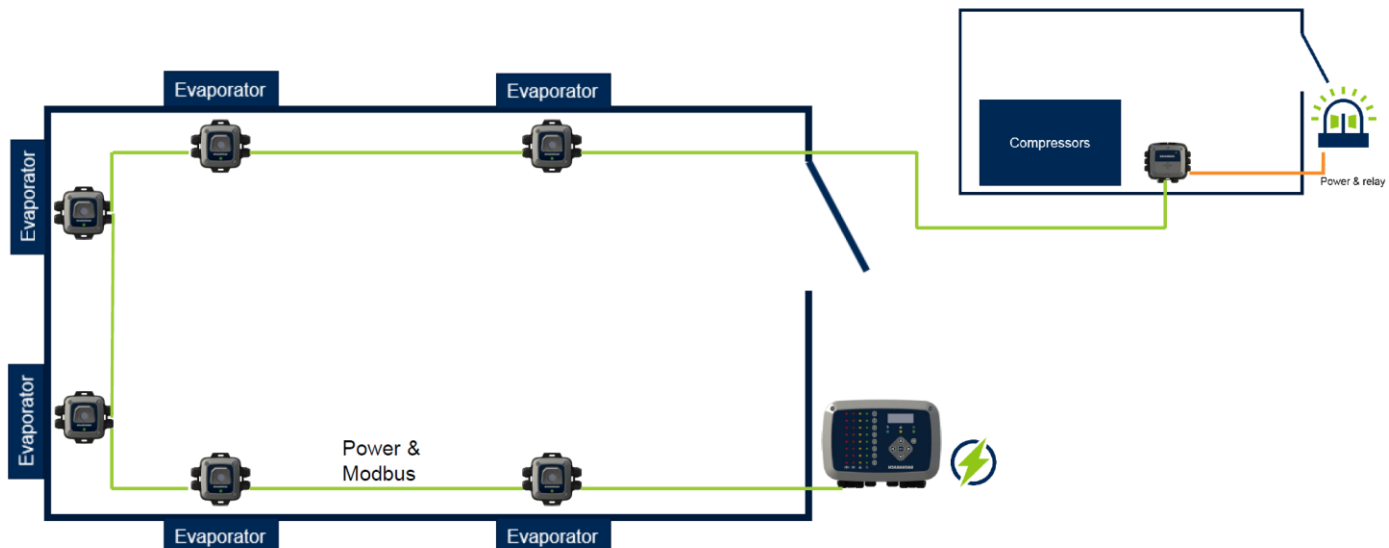 Evaporator
Evaporator
Evaporator
Compressors
Power & relay
Evaporator
Power &
Modbus
Evaporator
Evaporator